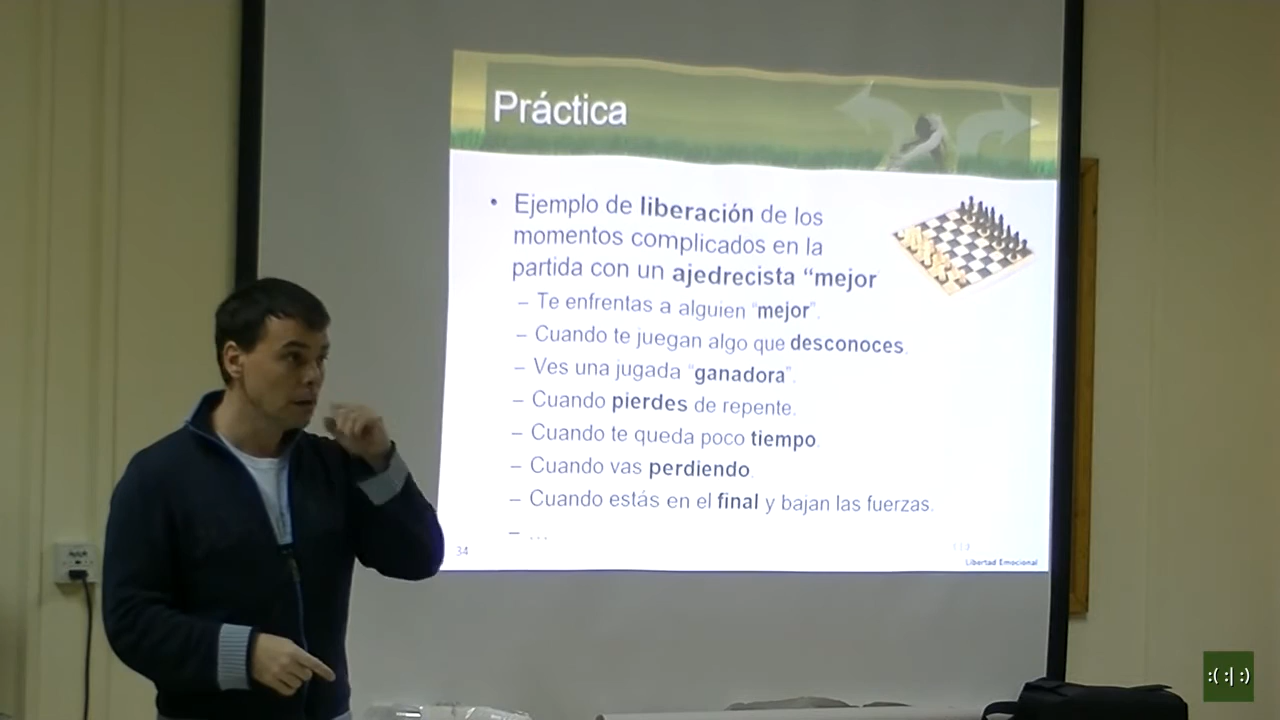 Práctica
• Ejemplo de liberación de los
momentos complicados en la
partida con un ajedrecista “mejor
– Te enfrentas a alguien “mejor”.
– Cuando te juegan algo que desconoces.
– Ves una jugada “ganadora”.
– Cuando pierdes de repente.
– Cuando te queda poco tiempo.
– Cuando vas perdiendo.
– Cuando estás en el final y bajan las fuerzas.
– ...
34
Libertad Emocional
:( :| :)